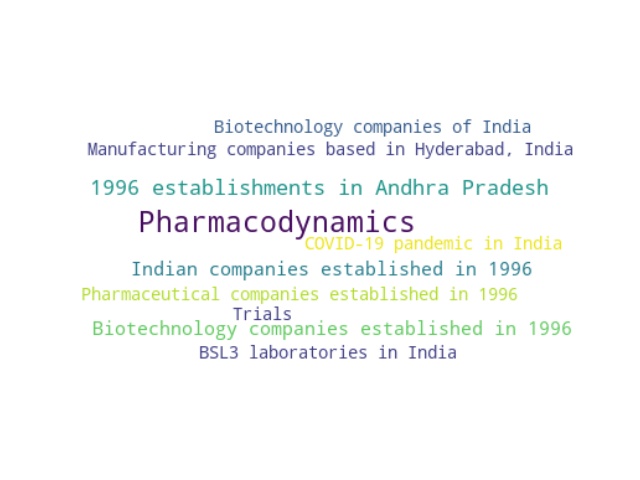 Biotechnology companies of India
Manufacturing companies based in Hyderabad, India
1996 establishments in Andhra Pradesh
Pharmacodynamics
COVID-19 pandemic in India
Indian companies established in 1996
Pharmaceutical companies established in 1996
Trials
Biotechnology companies established in 1996
BSL3 laboratories in India